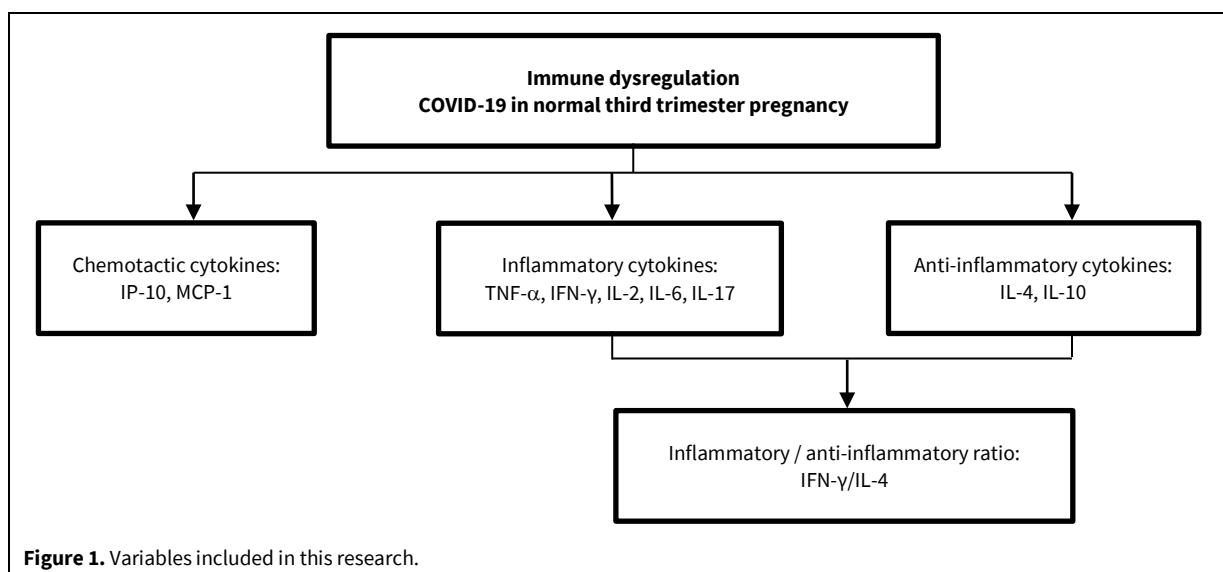 Immune dysregulation
COVID-19 in normal third trimester pregnancy
Chemotactic cytokines:
IP-10, MCP-1
Inflammatory cytokines:
TNF-α, IFN-γ, IL-2, IL-6, IL-17
Anti-inflammatory cytokines:
IL-4, IL-10
Inflammatory / anti-inflammatory ratio:
IFN-γ/IL-4
Figure 1. Variables included in this research.